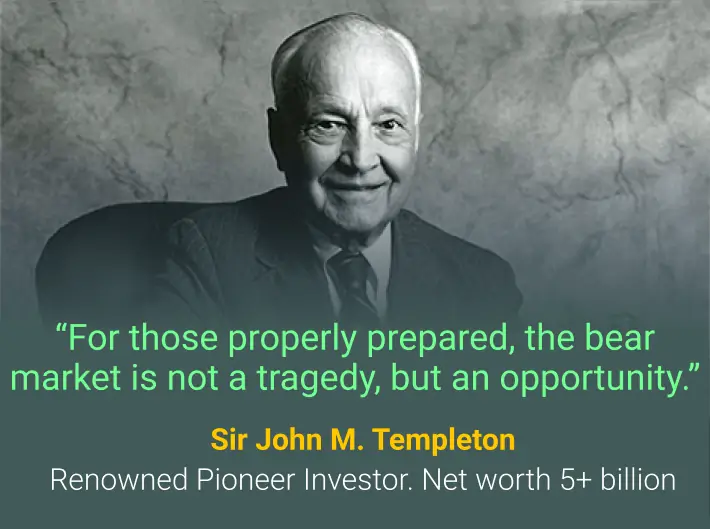 “For those properly prepared, the bear
market is not a tragedy, but an opportunity.”
Sir John M. Templeton
Renowned Pioneer Investor. Net worth 5+ billion